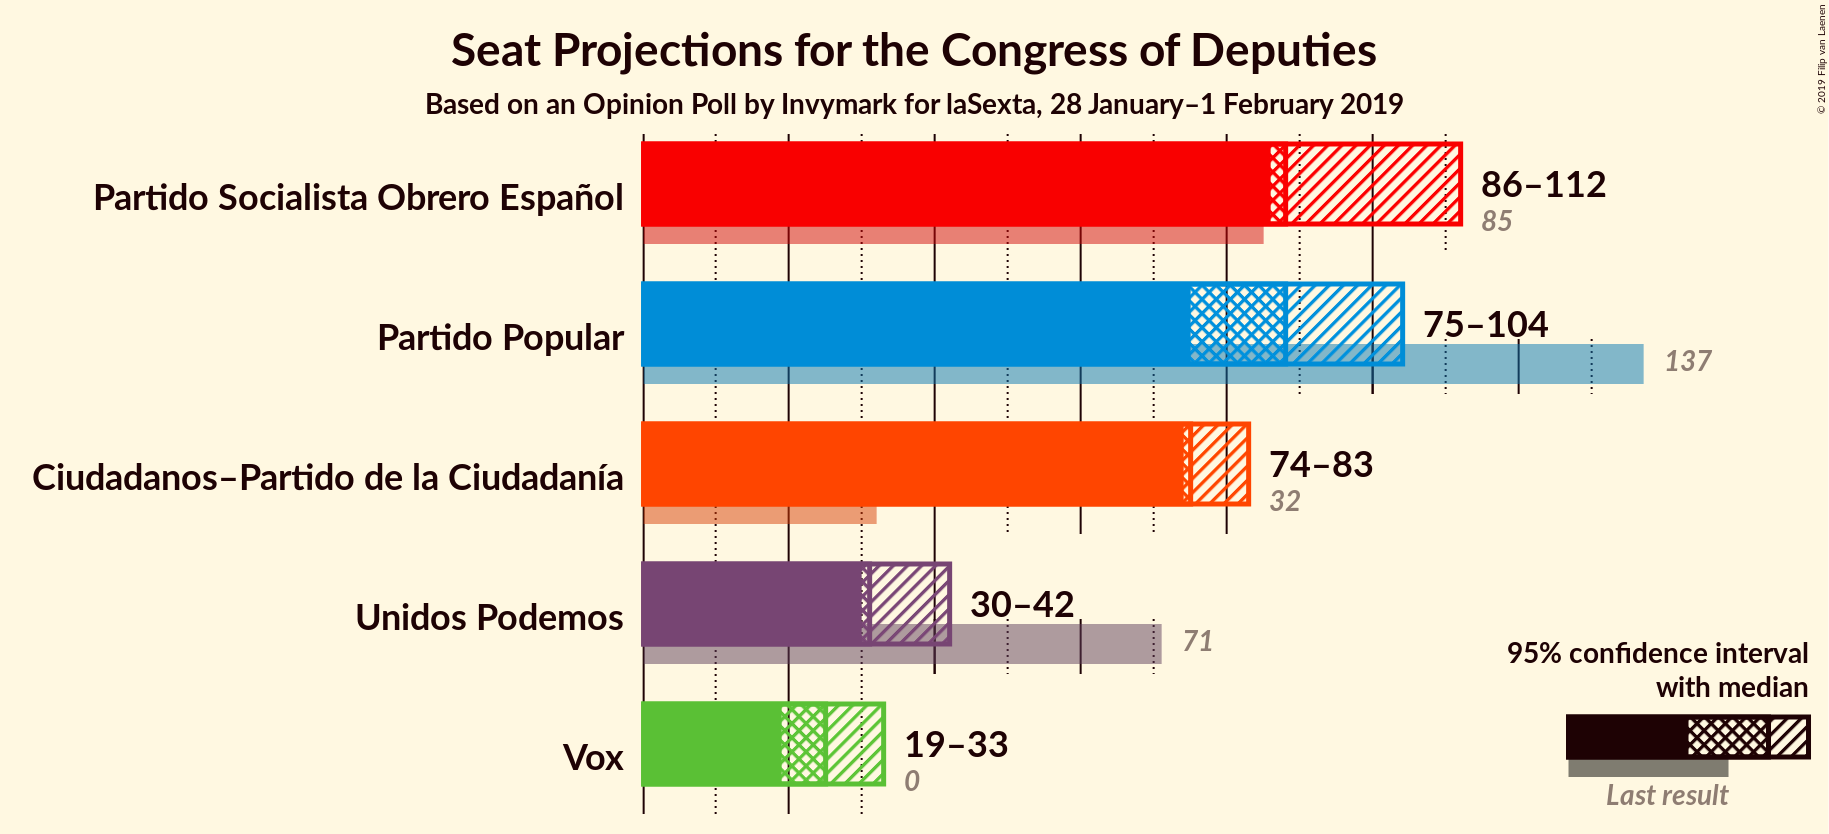 Seat Projections for the Congress of Deputies
Based on an Opinion Poll by Invymark for laSexta, 28 January–1 February 2019
© 2019 Filip van Laenen
Partido Socialista Obrero Español
86–112
85
Partido Popular
75–104
137
Ciudadanos–Partido de la Ciudadanía
74–83
32
Unidos Podemos
30–42
71
Vox
19–33
0
95% confidence interval
with median
Last result